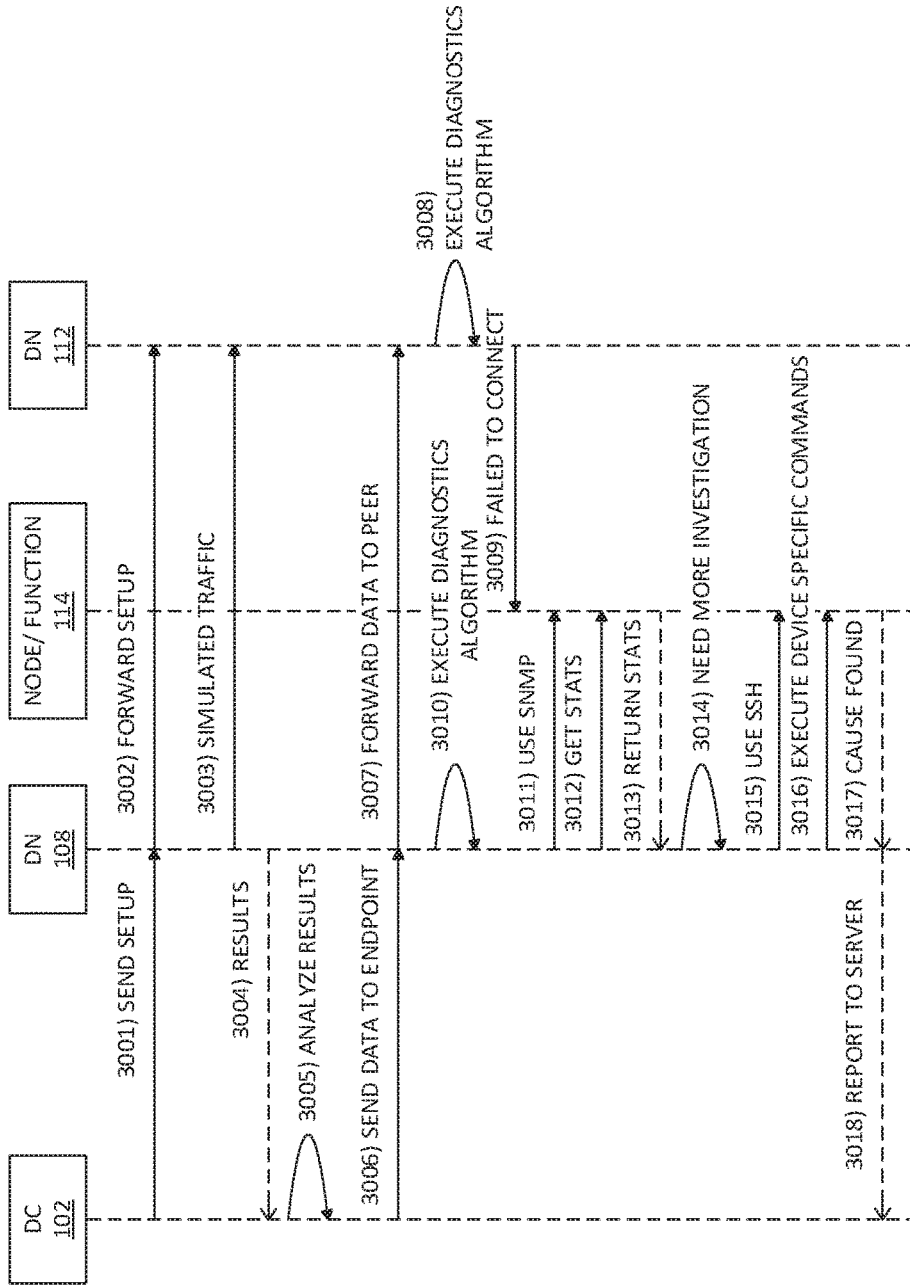 DC
102
DN
108
NODE/ FUNCTION
114
DN
112
3001) SEND SETUP
3002) FORWARD SETUP
3003) SIMULATED TRAFFIC
3004) RESULTS
3005) ANALYZE RESULTS
3006) SEND DATA TO ENDPOINT
3007) FORWARD DATA TO PEER
3008)
EXECUTE DIAGNOSTICS
ALGORITHM
3009) FAILED TO CONNECT
3010) EXECUTE DIAGNOSTICS
ALGORITHM
3011) USE SNMP
3012) GET STATS
3013) RETURN STATS
3014) NEED MORE INVESTIGATION
3015) USE SSH
3016) EXECUTE DEVICE SPECIFIC COMMANDS
3017) CAUSE FOUND
3018) REPORT TO SERVER